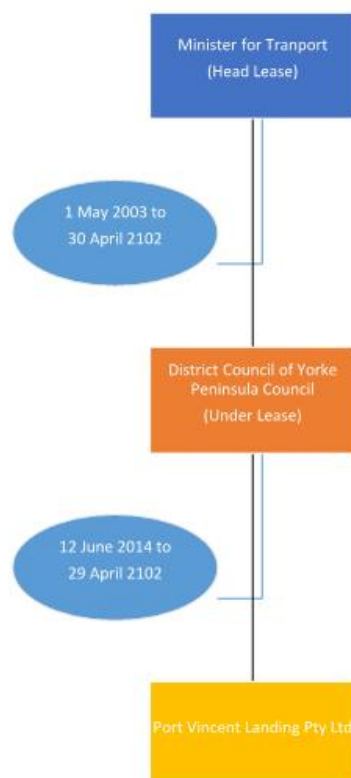 Minister for Tranport
(Head Lease)
1 May 2003 to
30 April 2102
District Council of Yorke
Peninsula Council
(Under Lease)
12 June 2014 to
29 April 2102
Port Vincent Landing Pty Ltd